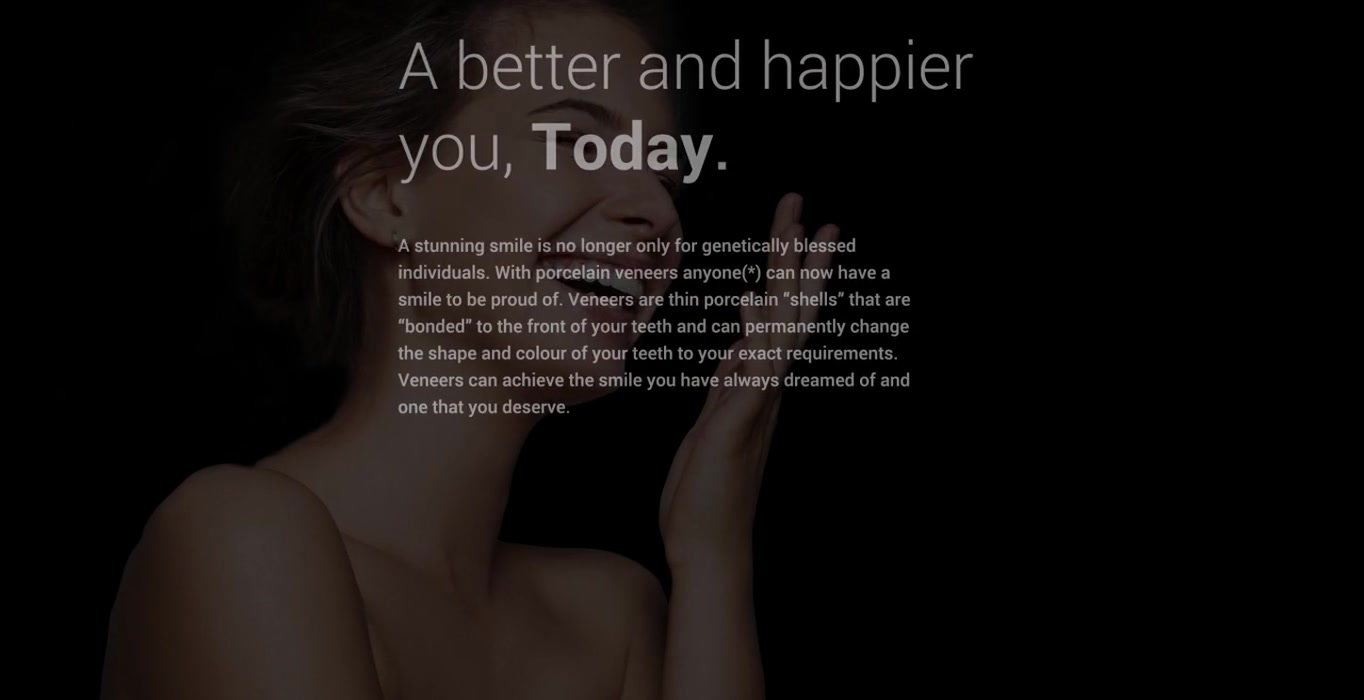 A better and happier
you, Today.
A stunning smile is no longer only for genetically blessed
individuals. With porcelain veneers anyone(*) can now have a
smile to be proud of. Veneers are thin porcelain “shells” that are
“bonded” to the front of your teeth and can permanently change
the shape and colour of your teeth to your exact requirements.
Veneers can achieve the smile you have always dreamed of and
one that you deserve.